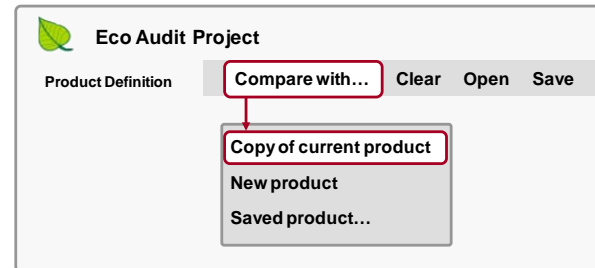 Eco Audit Project
Product Definition Compare with… Clear Open Save
Copy of current product
New product
Saved product…